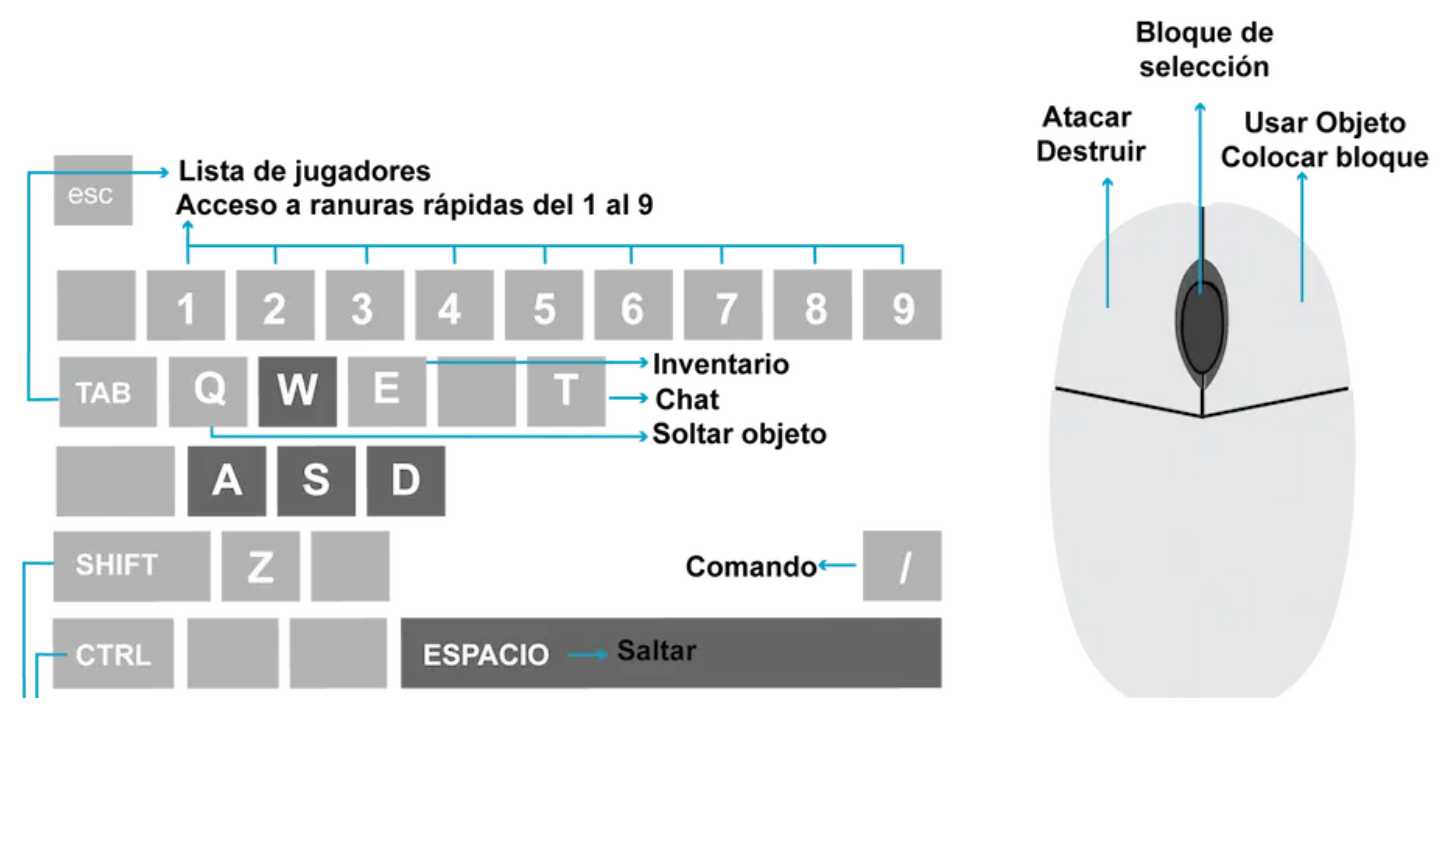 Bloque de
selección
Atacar
Destruir
Usar Objeto
Colocar bloque
esc
Lista de jugadores
Acceso a ranuras rápidas del 1 al 9
1 2 3 4 5 6 7 8 9
TAB Q W E T
Inventario
Chat
Soltar objeto
A S D
SHIFT Z
Comando /
CTRL ESPACIO Saltar